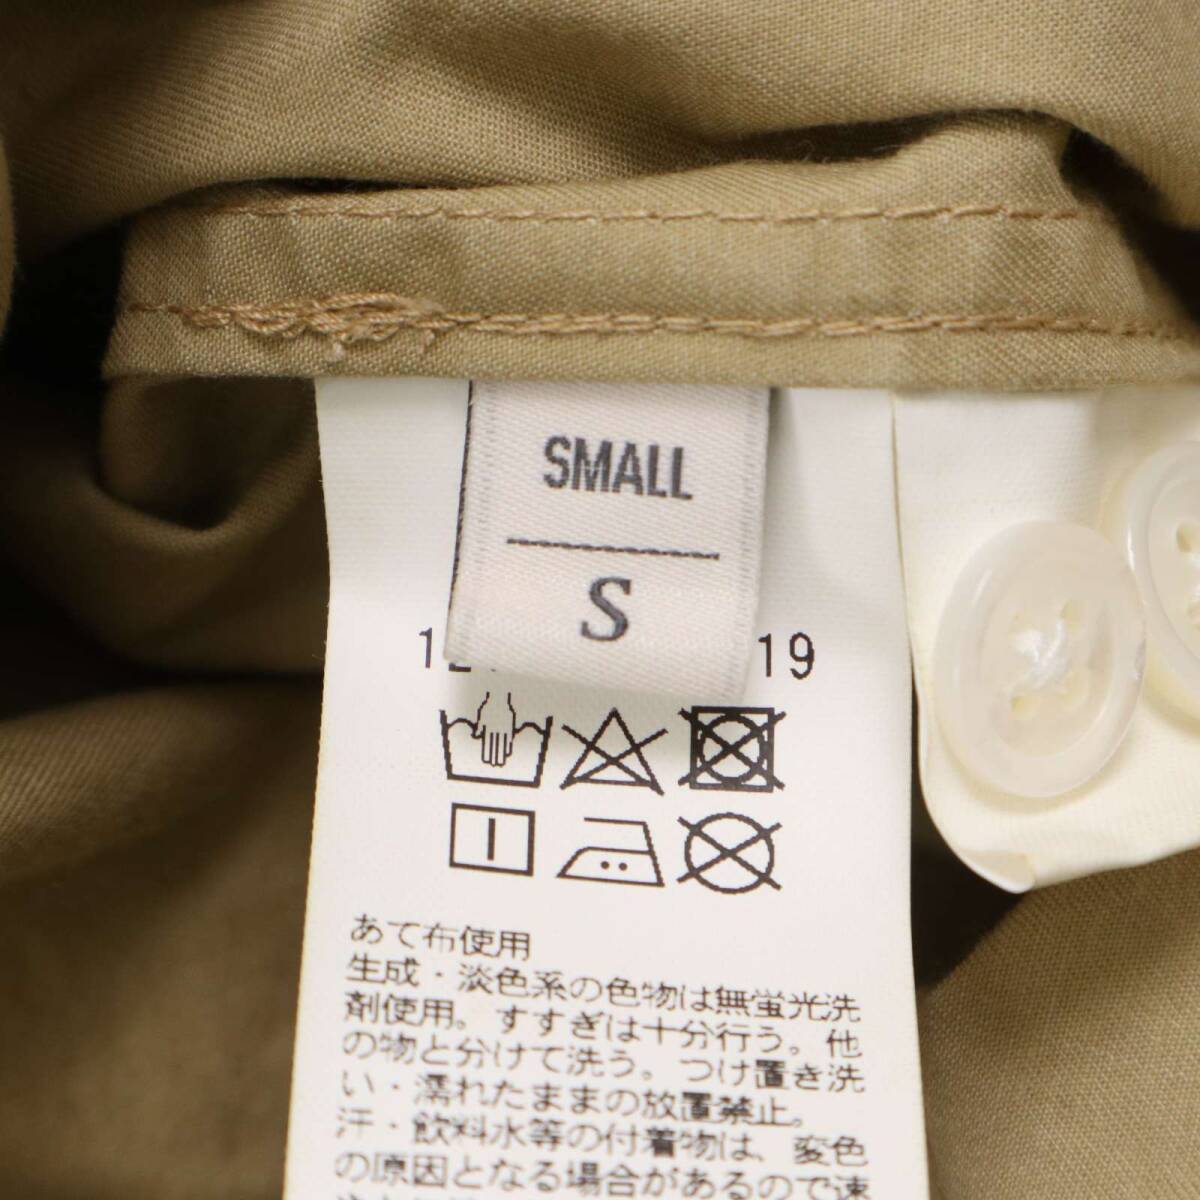 SMALL
S
19
あて布使用
生成・淡色系の色物は無蛍光洗
剤使用。すすぎは十分行う。他
の物と分けて洗う。つけ置き洗
い・濡れたままの放置禁止。
汗・飲料水等の付着物は、変色
の原因となる場合があるので速